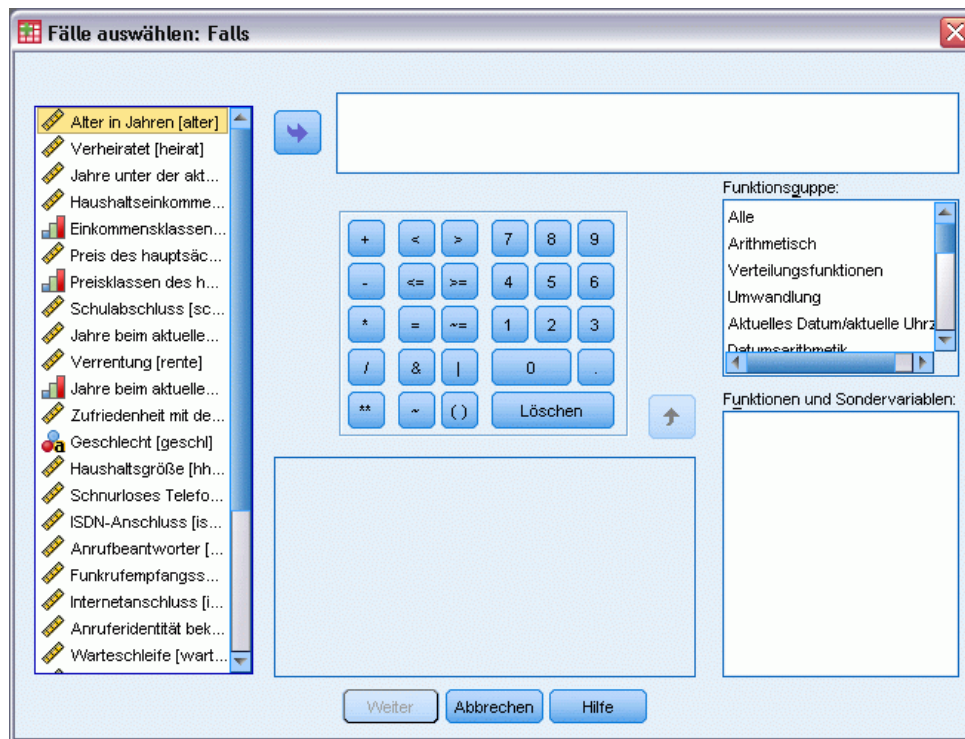 Fälle auswählen: Falls
Alter in Jahren [alter]
Verheiratet [heirat]
Jahre unter der akt...
Haushaltseinkomme...
Einkommensklassen...
Preis des hauptsäc...
Preisklassen des h...
Schulabschluss [sc...
Jahre beim aktuelle...
Verrentung [rente]
Jahre beim aktuelle...
Zufriedenheit mit de...
Geschlecht [geschl]
Haushaltsgröße [hh...
Schnurloses Telefo...
ISDN-Anschluss [is...
Anrufbeantworter [...
Funkrufempfangss...
Internetanschluss [i...
Anruferidentität bek...
Warteschleife [wart...
+ < > 7 8 9
- <= >= 4 5 6
* = ~= 1 2 3
/ & | 0 .
** ~ ( ) Löschen
Funktionsgruppe:
Alle
Arithmetisch
Verteilungsfunktionen
Umwandlung
Aktuelles Datum/aktuelle Uhrz
Datumsarithmetik
Funktionen und Sondervariablen:
Weiter Abbrechen Hilfe